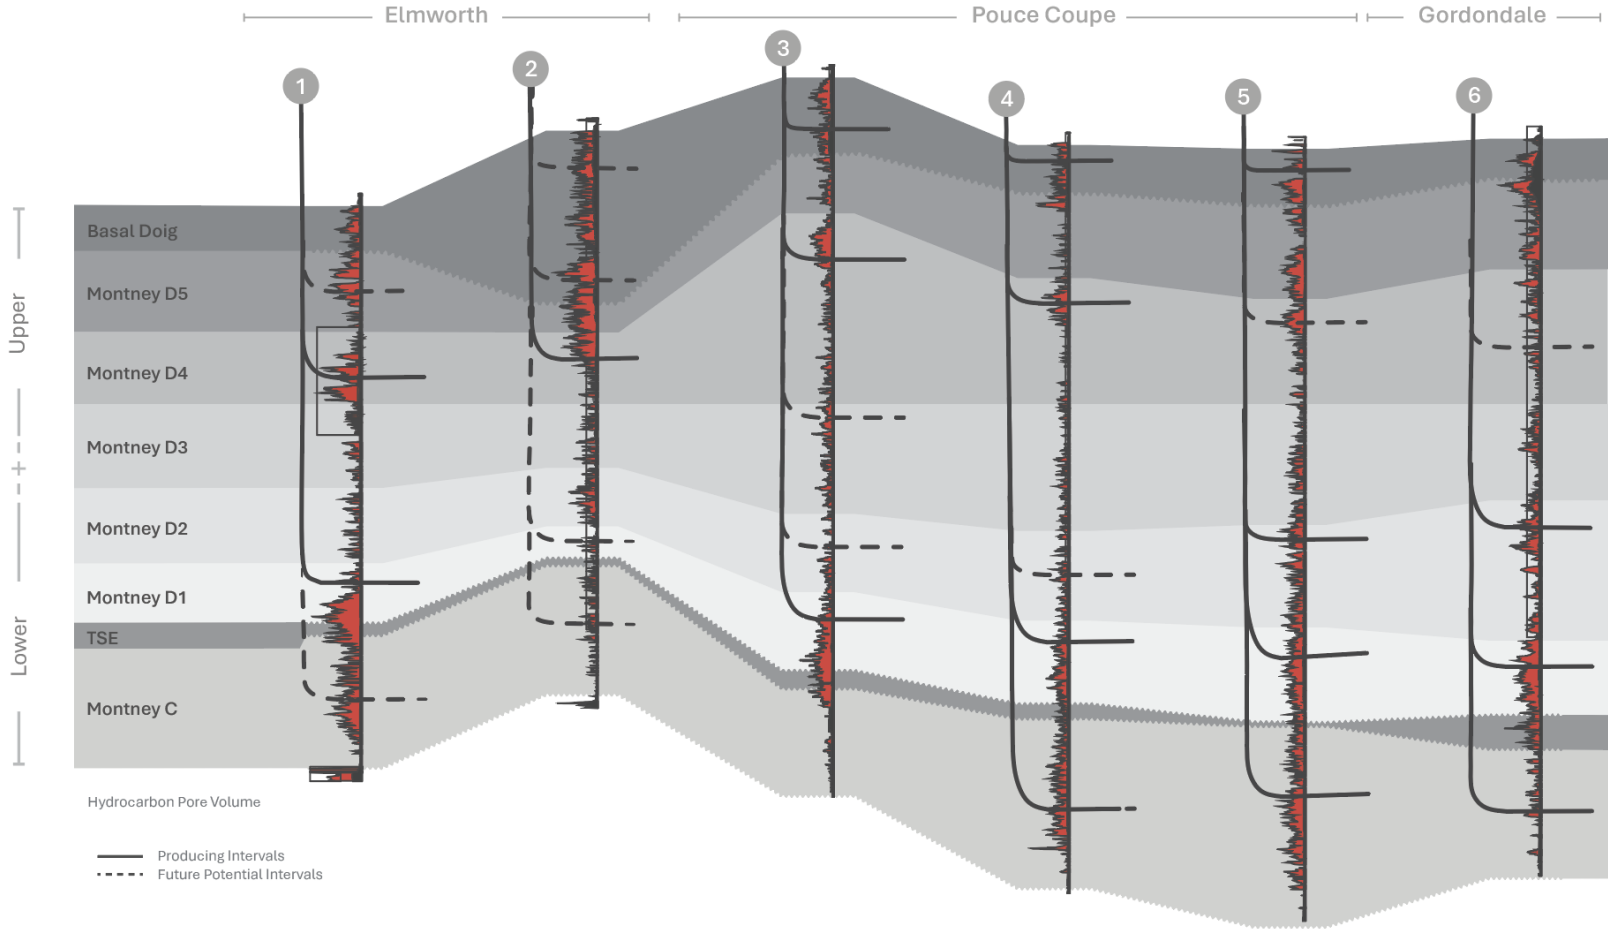 Elmworth
Pouce Coupe
Gordondale
1
2
3
4
5
6
Upper
Lower
Basal Doig
Montney D5
Montney D4
Montney D3
Montney D2
Montney D1
TSE
Montney C
Hydrocarbon Pore Volume
Producing Intervals
Future Potential Intervals